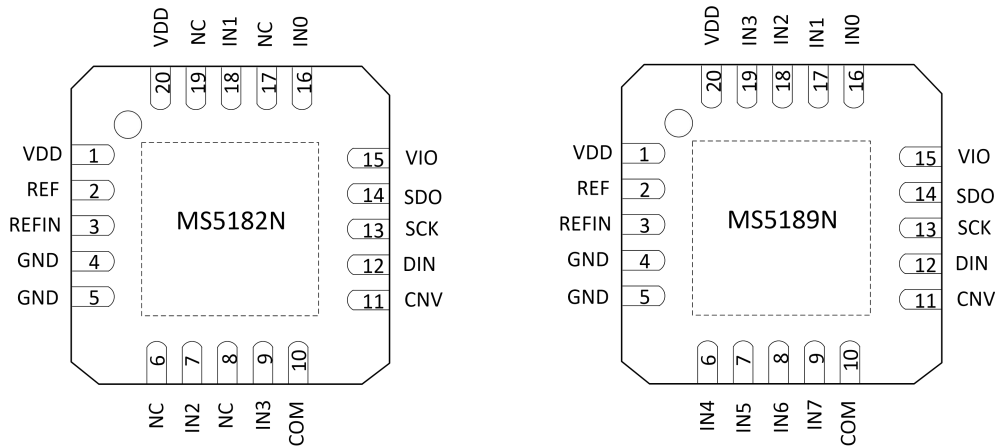 VDD NC IN1 NC IN0
20 19 18 17 16
VDD 1
REF 2
REFIN 3
GND 4
GND 5
MS5182N
15 VIO
14 SDO
13 SCK
12 DIN
11 CNV
6 7 8 9 10
NC IN2 NC IN3 COM
VDD IN3 IN2 IN1 IN0
20 19 18 17 16
VDD 1
REF 2
REFIN 3
GND 4
GND 5
MS5189N
15 VIO
14 SDO
13 SCK
12 DIN
11 CNV
6 7 8 9 10
IN4 IN5 IN6 IN7 COM